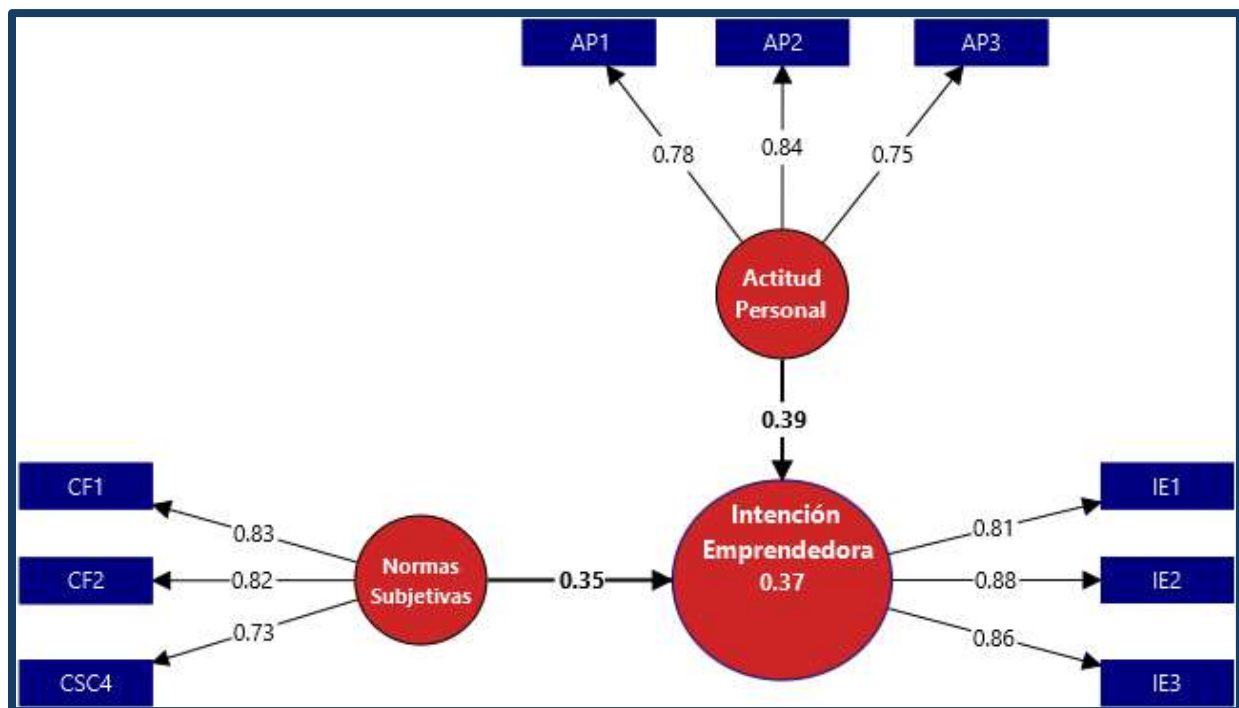 AP1
AP2
AP3
0.78
0.84
0.75
Actitud
Personal
0.39
CF1
CF2
CSC4
0.83
0.82
0.73
Normas
Subjetivas
0.35
Intención
Emprendedora
0.37
0.81
0.88
0.86
IE1
IE2
IE3